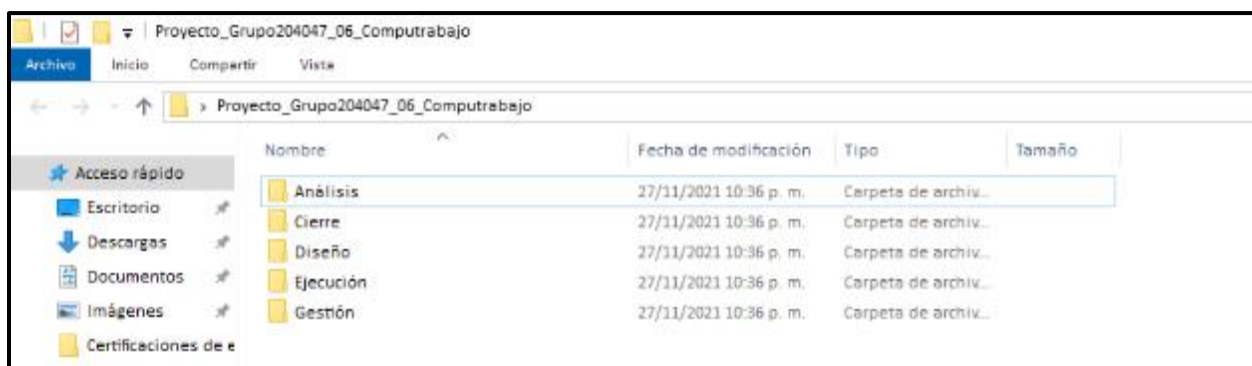 Proyecto_Grupo204047_06_Computrabajo
Archivo Inicio Compartir Vista
> Proyecto_Grupo204047_06_Computrabajo
Nombre Fecha de modificación Tipo Tamaño
Acceso rápido
Análisis 27/11/2021 10:36 p. m. Carpeta de archiv...
Escritorio
Cierre 27/11/2021 10:36 p. m. Carpeta de archiv...
Descargas
Diseño 27/11/2021 10:36 p. m. Carpeta de archiv...
Documentos
Ejecución 27/11/2021 10:36 p. m. Carpeta de archiv...
Imágenes
Gestión 27/11/2021 10:36 p. m. Carpeta de archiv...
Certificaciones de e